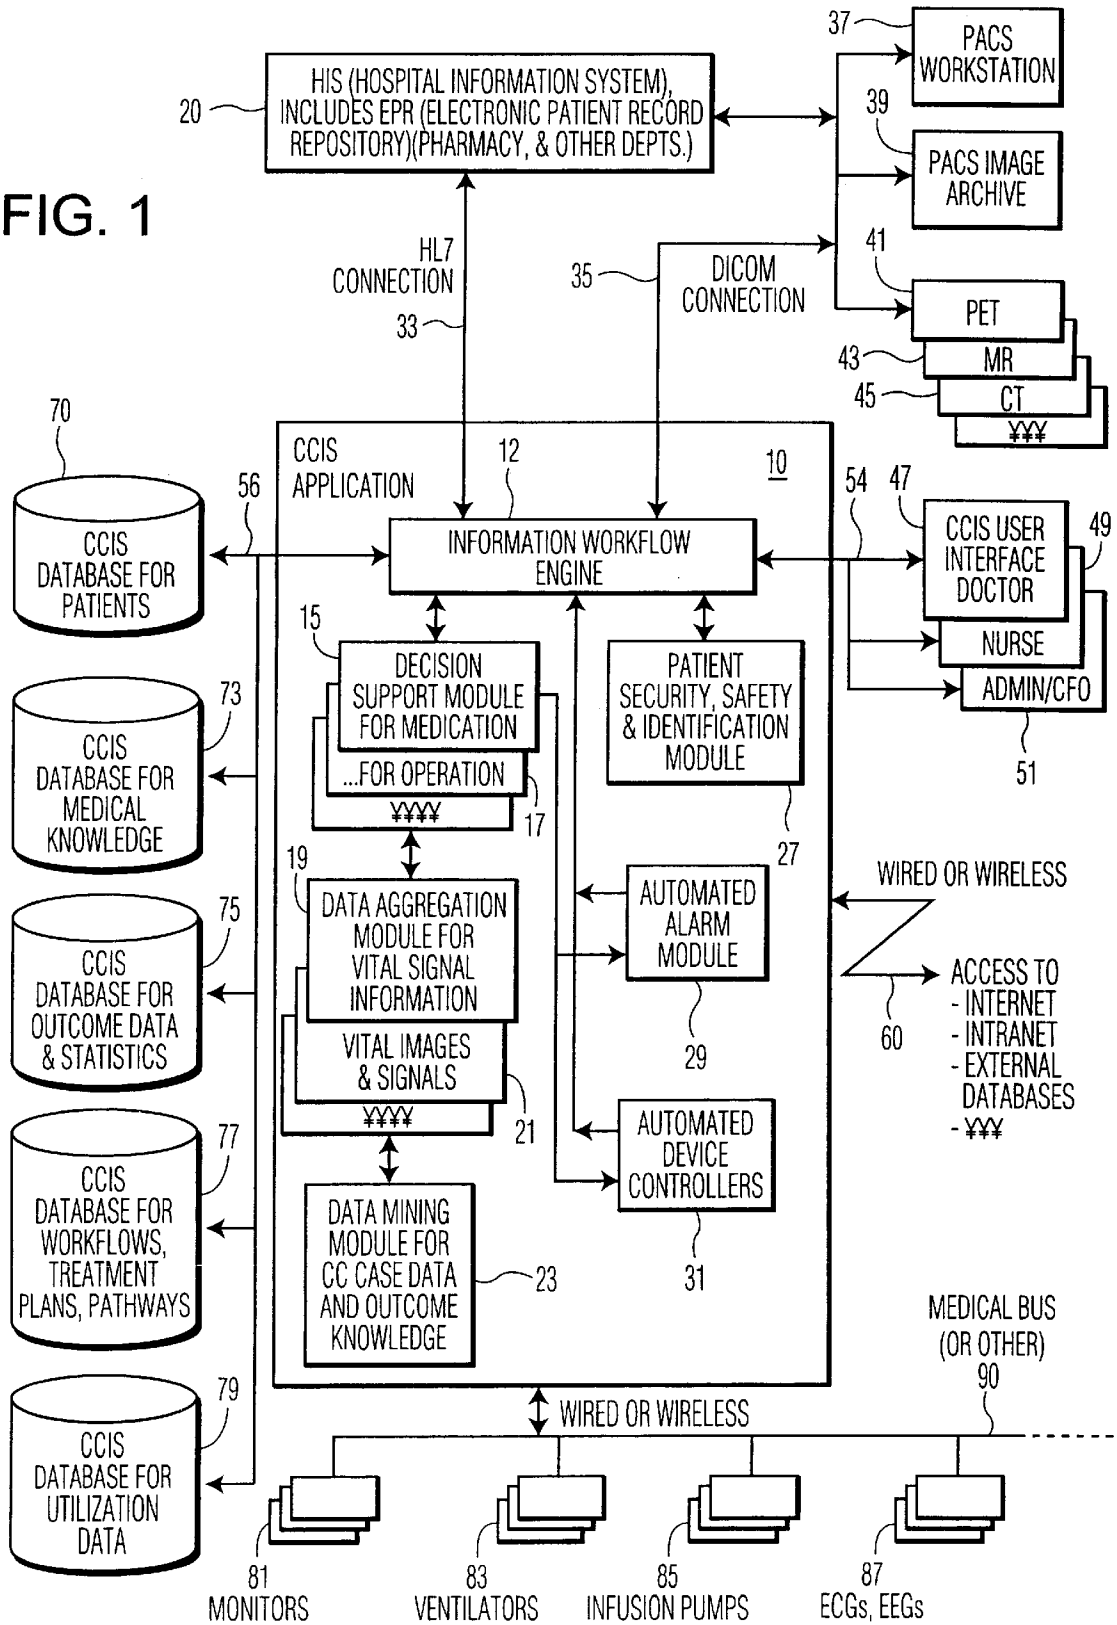 FIG. 1
20
HIS (HOSPITAL INFORMATION SYSTEM),
INCLUDES EPR (ELECTRONIC PATIENT RECORD
REPOSITORY)(PHARMACY, & OTHER DEPTS.)
37
PACS
WORKSTATION
39
PACS IMAGE
ARCHIVE
41
PET
43
MR
45
CT
¥¥¥
HL7
CONNECTION
33
35
DICOM
CONNECTION
70
CCIS
DATABASE FOR
PATIENTS
56
CCIS
APPLICATION
12
10
INFORMATION WORKFLOW
ENGINE
54
47
CCIS USER
INTERFACE
DOCTOR
49
NURSE
ADMIN/CFO
51
15
DECISION
SUPPORT MODULE
FOR MEDICATION
...FOR OPERATION
¥¥¥¥
17
PATIENT
SECURITY, SAFETY
& IDENTIFICATION
MODULE
27
73
CCIS
DATABASE FOR
MEDICAL
KNOWLEDGE
19
DATA AGGREGATION
MODULE FOR
VITAL SIGNAL
INFORMATION
VITAL IMAGES
& SIGNALS
¥¥¥¥
21
AUTOMATED
ALARM
MODULE
29
WIRED OR WIRELESS
60
ACCESS TO
- INTERNET
- INTRANET
- EXTERNAL
DATABASES
- ¥¥¥
75
CCIS
DATABASE FOR
OUTCOME DATA
& STATISTICS
AUTOMATED
DEVICE
CONTROLLERS
31
77
CCIS
DATABASE FOR
WORKFLOWS,
TREATMENT
PLANS, PATHWAYS
DATA MINING
MODULE FOR
CC CASE DATA
AND OUTCOME
KNOWLEDGE
23
MEDICAL BUS
(OR OTHER)
90
79
CCIS
DATABASE FOR
UTILIZATION
DATA
WIRED OR WIRELESS
81
MONITORS
83
VENTILATORS
85
INFUSION PUMPS
87
ECGs, EEGs